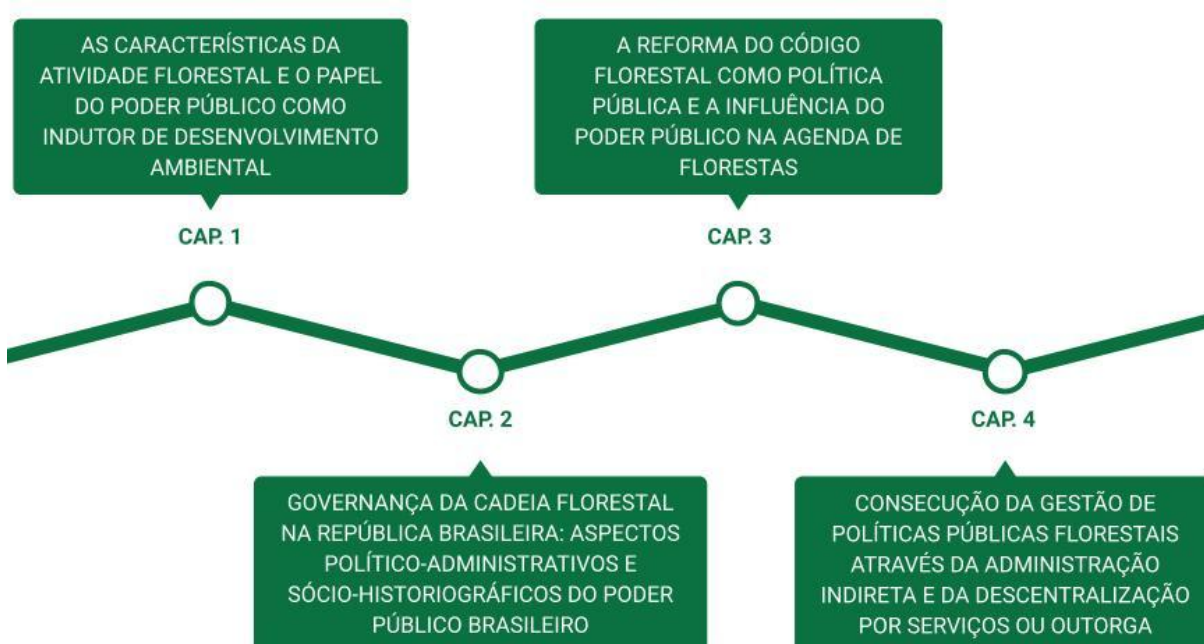 AS CARACTERÍSTICAS DA
ATIVIDADE FLORESTAL E O PAPEL
DO PODER PÚBLICO COMO
INDUTOR DE DESENVOLVIMENTO
AMBIENTAL
CAP. 1
A REFORMA DO CÓDIGO
FLORESTAL COMO POLÍTICA
PÚBLICA E A INFLUÊNCIA DO
PODER PÚBLICO NA AGENDA DE
FLORESTAS
CAP. 3
CAP. 2
GOVERNANÇA DA CADEIA FLORESTAL
NA REPÚBLICA BRASILEIRA: ASPECTOS
POLÍTICO-ADMINISTRATIVOS E
SÓCIO-HISTORIOGRÁFICOS DO PODER
PÚBLICO BRASILEIRO
CAP. 4
CONSECUÇÃO DA GESTÃO DE
POLÍTICAS PÚBLICAS FLORESTAIS
ATRAVÉS DA ADMINISTRAÇÃO
INDIRETA E DA DESCENTRALIZAÇÃO
POR SERVIÇOS OU OUTORGA